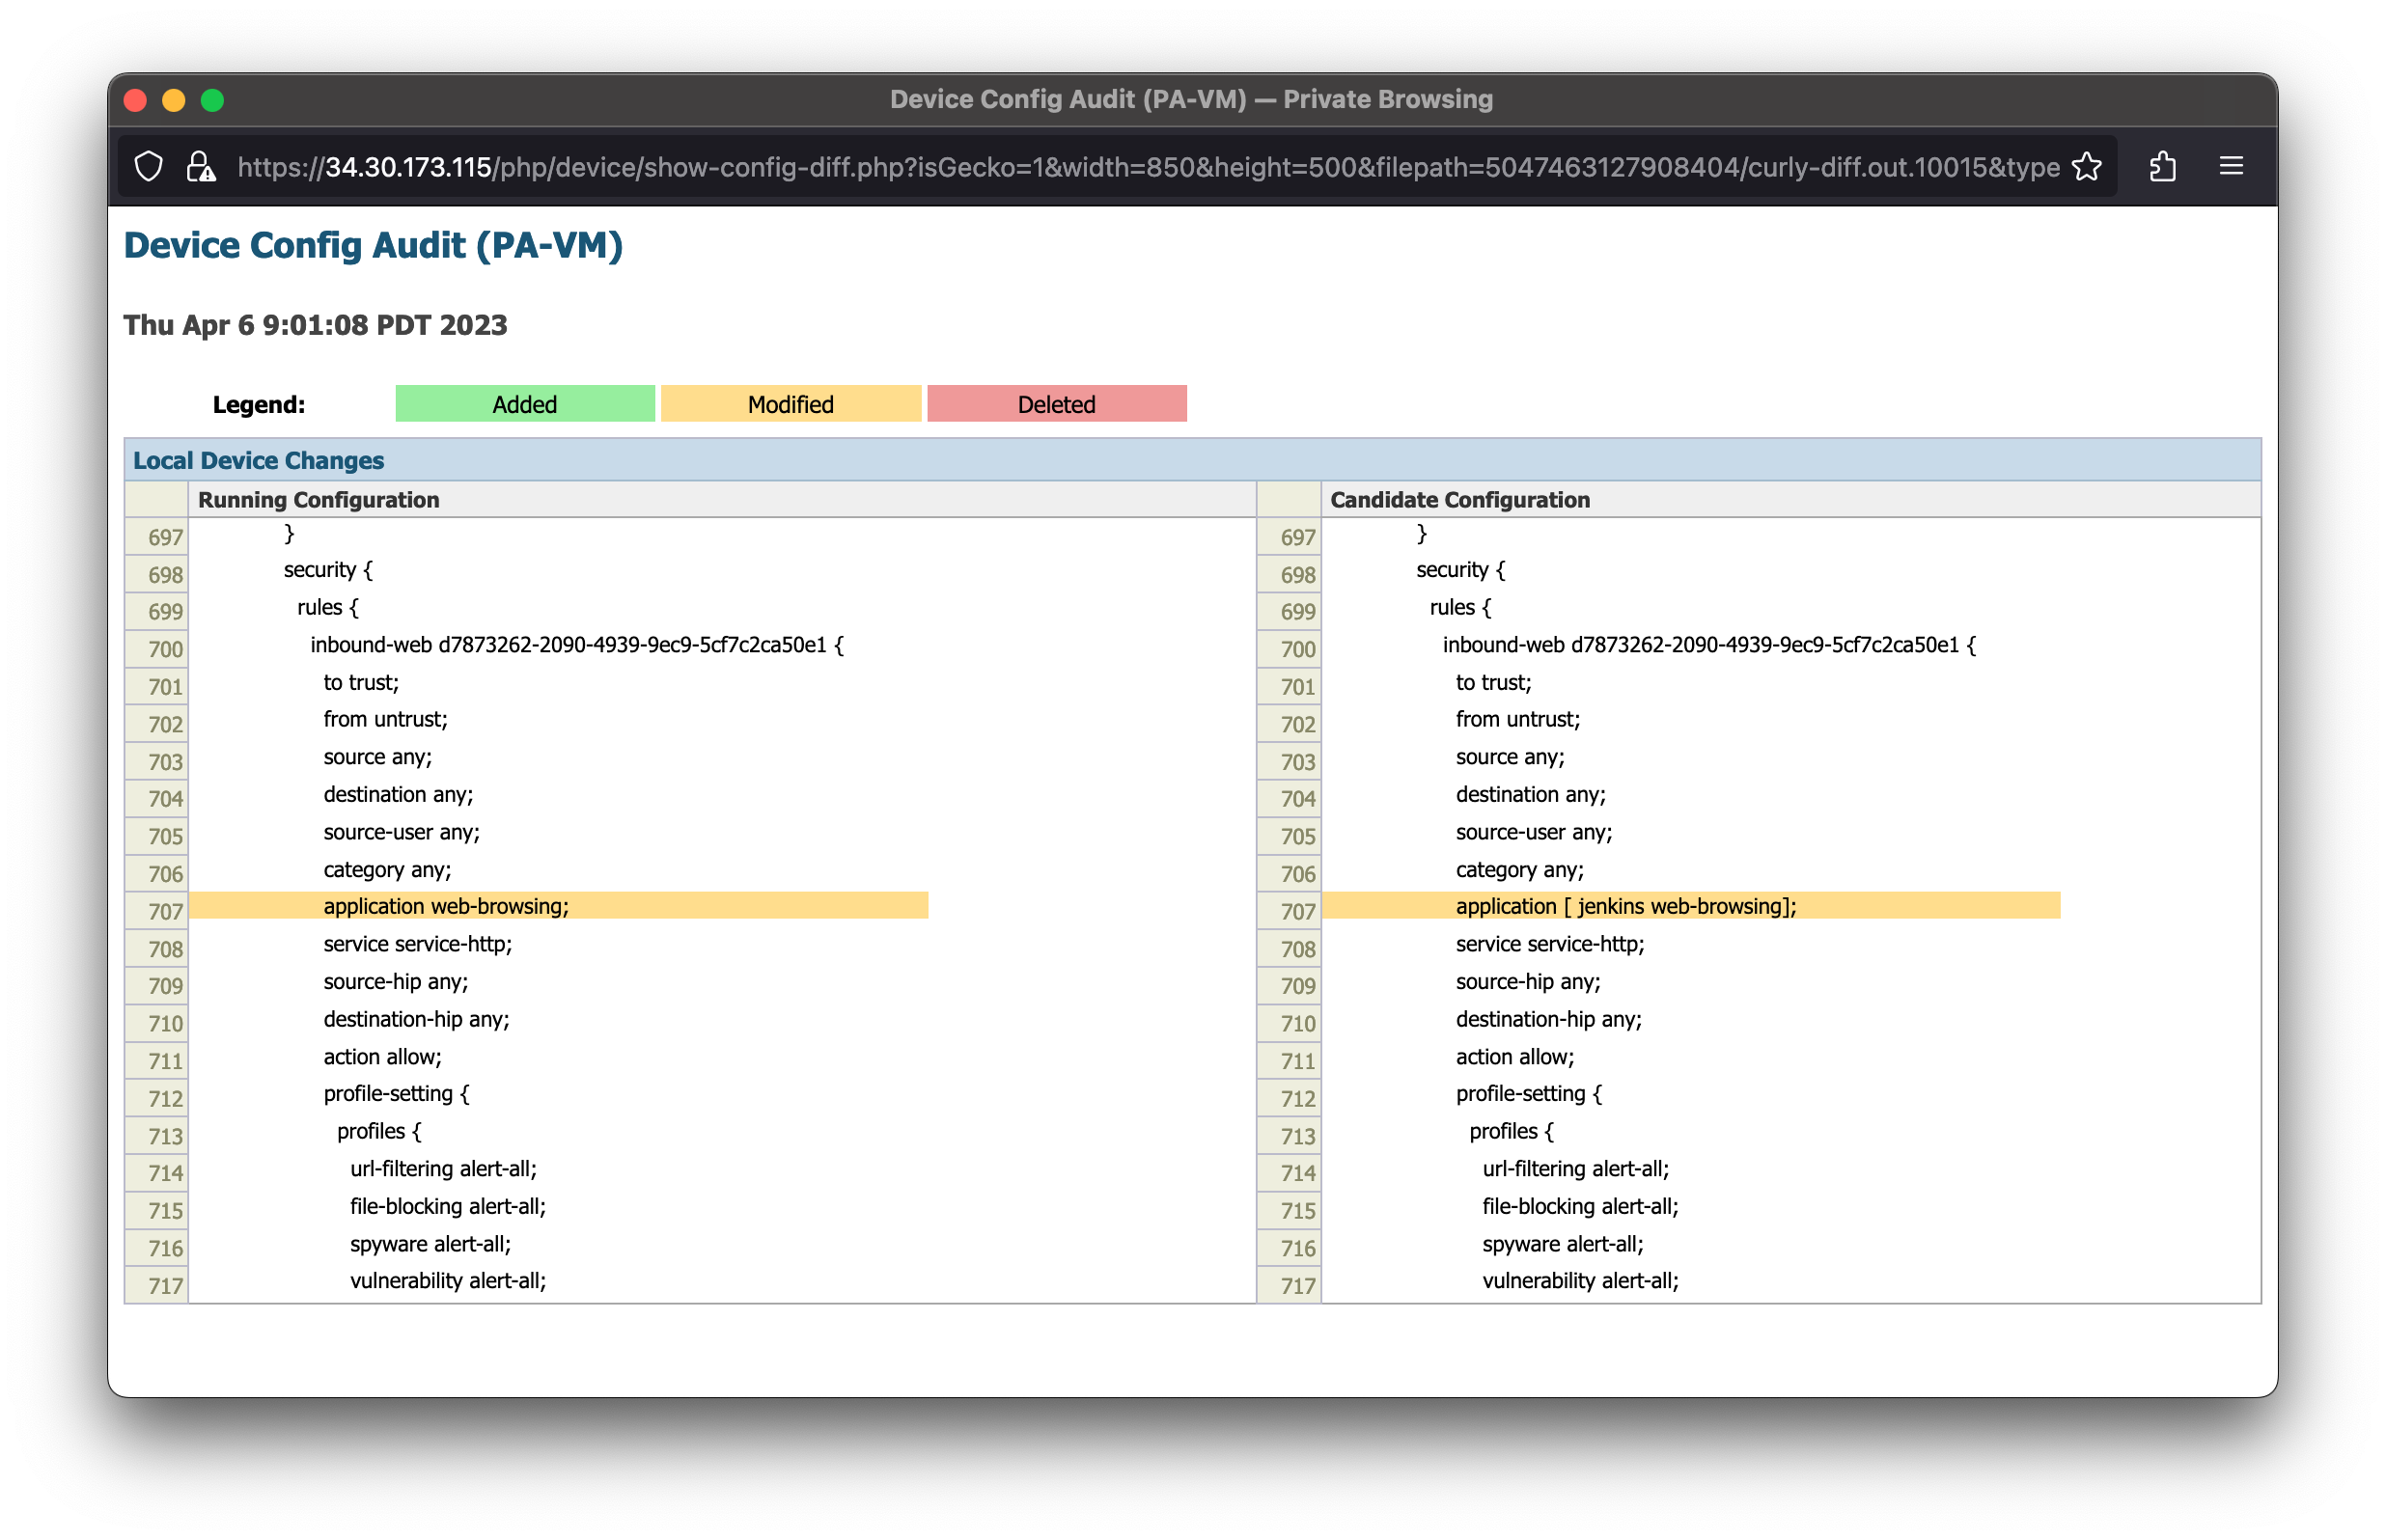 Device Config Audit (PA-VM) — Private Browsing
https://34.30.173.115/php/device/show-config-diff.php?isGecko=1&width=850&height=500&filepath=5047463127908404/curly-diff.out.10015&type
Device Config Audit (PA-VM)
Thu Apr 6 9:01:08 PDT 2023
Legend: Added Modified Deleted
Local Device Changes
Running Configuration Candidate Configuration
697 } 697 }
698 security { 698 security {
699 rules { 699 rules {
700 inbound-web d7873262-2090-4939-9ec9-5cf7c2ca50e1 { 700 inbound-web d7873262-2090-4939-9ec9-5cf7c2ca50e1 {
701 to trust; 701 to trust;
702 from untrust; 702 from untrust;
703 source any; 703 source any;
704 destination any; 704 destination any;
705 source-user any; 705 source-user any;
706 category any; 706 category any;
707 application web-browsing; 707 application [ jenkins web-browsing];
708 service service-http; 708 service service-http;
709 source-hip any; 709 source-hip any;
710 destination-hip any; 710 destination-hip any;
711 action allow; 711 action allow;
712 profile-setting { 712 profile-setting {
713 profiles { 713 profiles {
714 url-filtering alert-all; 714 url-filtering alert-all;
715 file-blocking alert-all; 715 file-blocking alert-all;
716 spyware alert-all; 716 spyware alert-all;
717 vulnerability alert-all; 717 vulnerability alert-all;